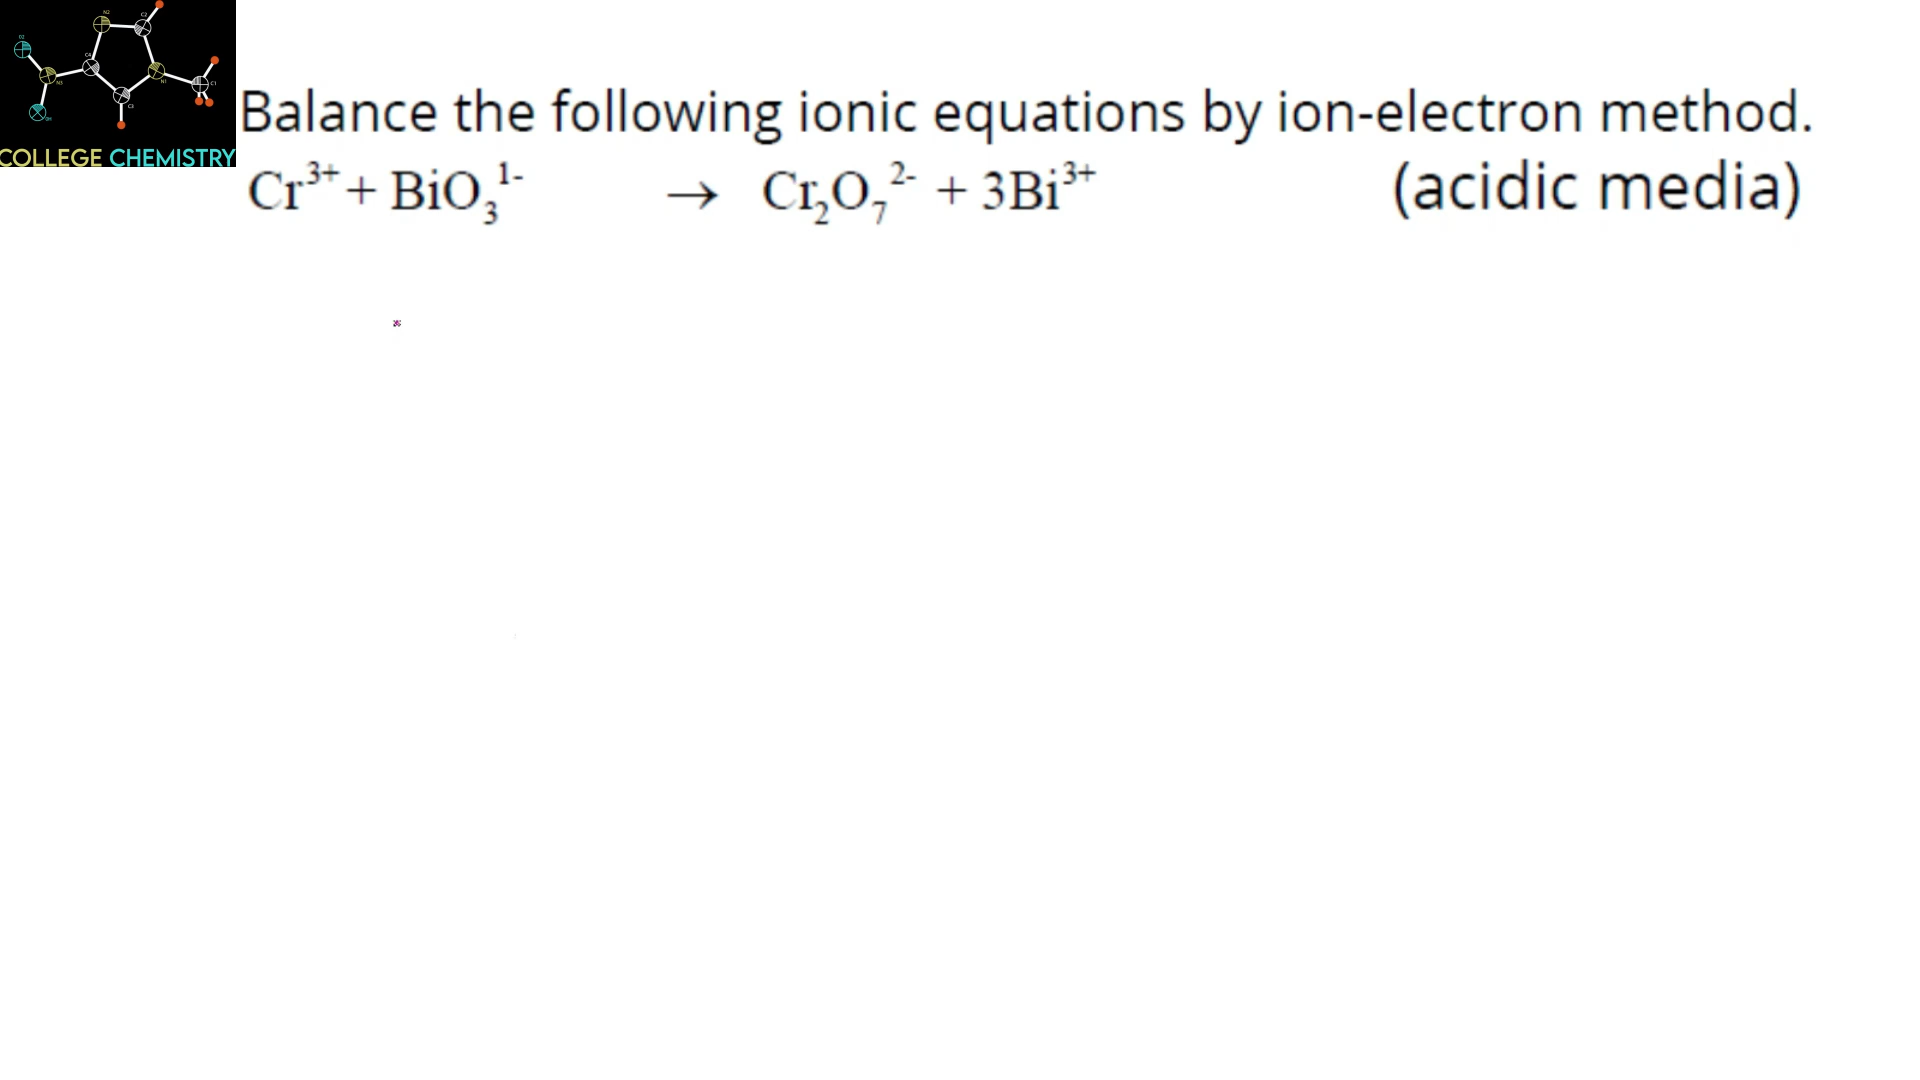 COLLEGE CHEMISTRY
Balance the following ionic equations by ion-electron method.
Cr³⁺ + BiO₃¹⁻ → Cr₂O₇²⁻ + 3Bi³⁺ (acidic media)